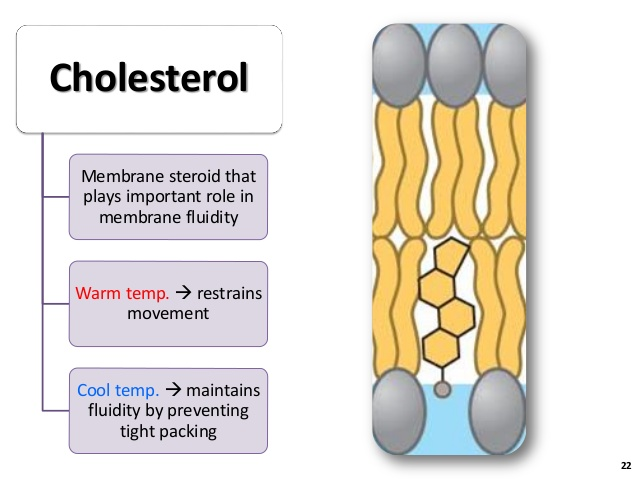 Cholesterol
Membrane steroid that
plays important role in
membrane fluidity
Warm temp. → restrains
movement
Cool temp. → maintains
fluidity by preventing
tight packing
22